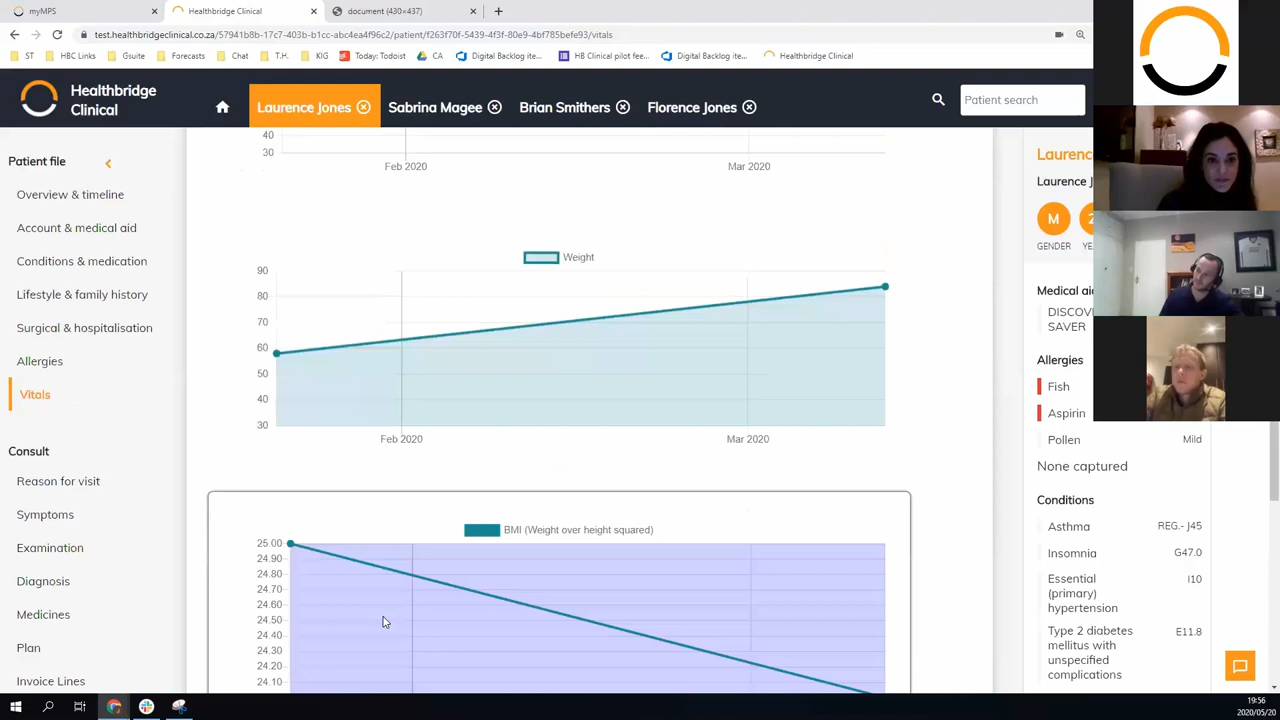 myMPS
Healthbridge Clinical
document (430×437)
test.healthbridgeclinical.co.za/57941b8b-17c7-403b-b1cc-abc4ea4f96c2/patient/f263f70f-5439-4f3f-80e9-4bf785befe93/vitals
ST
HBC Links
Gsuite
Forecasts
Chat
T.H.
KIG
Today: Todoist
CA
Digital Backlog ite...
HB Clinical pilot fee...
Digital Backlog ite...
Healthbridge Clinical
Healthbridge
Clinical
Laurence Jones
Sabrina Magee
Brian Smithers
Florence Jones
Patient search
Patient file
Overview & timeline
Account & medical aid
Conditions & medication
Lifestyle & family history
Surgical & hospitalisation
Allergies
Vitals
Consult
Reason for visit
Symptoms
Examination
Diagnosis
Medicines
Plan
Invoice Lines
40
30
Feb 2020
Mar 2020
Weight
90
80
70
60
50
40
30
Feb 2020
Mar 2020
BMI (Weight over height squared)
25.00
24.90
24.80
24.70
24.60
24.50
24.40
24.30
24.20
24.10
Laurenc
Laurence J
M
2
GENDER
YE
Medical aid
DISCOV
SAVER
Allergies
Fish
Aspirin
Pollen Mild
None captured
Conditions
Asthma REG.- J45
Insomnia G47.0
Essential I10
(primary)
hypertension
Type 2 diabetes E11.8
mellitus with
unspecified
complications
19:56
2020/05/20